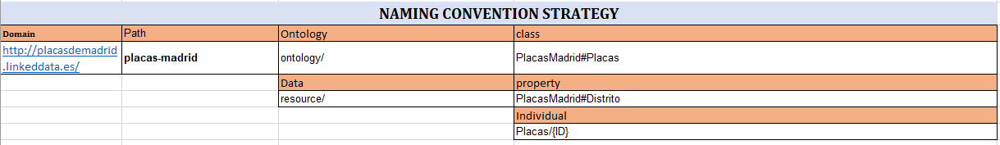 NAMING CONVENTION STRATEGY
Domain Path Ontology class
http://placasdemadrid
.linkeddata.es/ placas-madrid ontology/ PlacasMadrid#Placas
Data property
resource/ PlacasMadrid#Distrito
Individual
Placas/{ID}